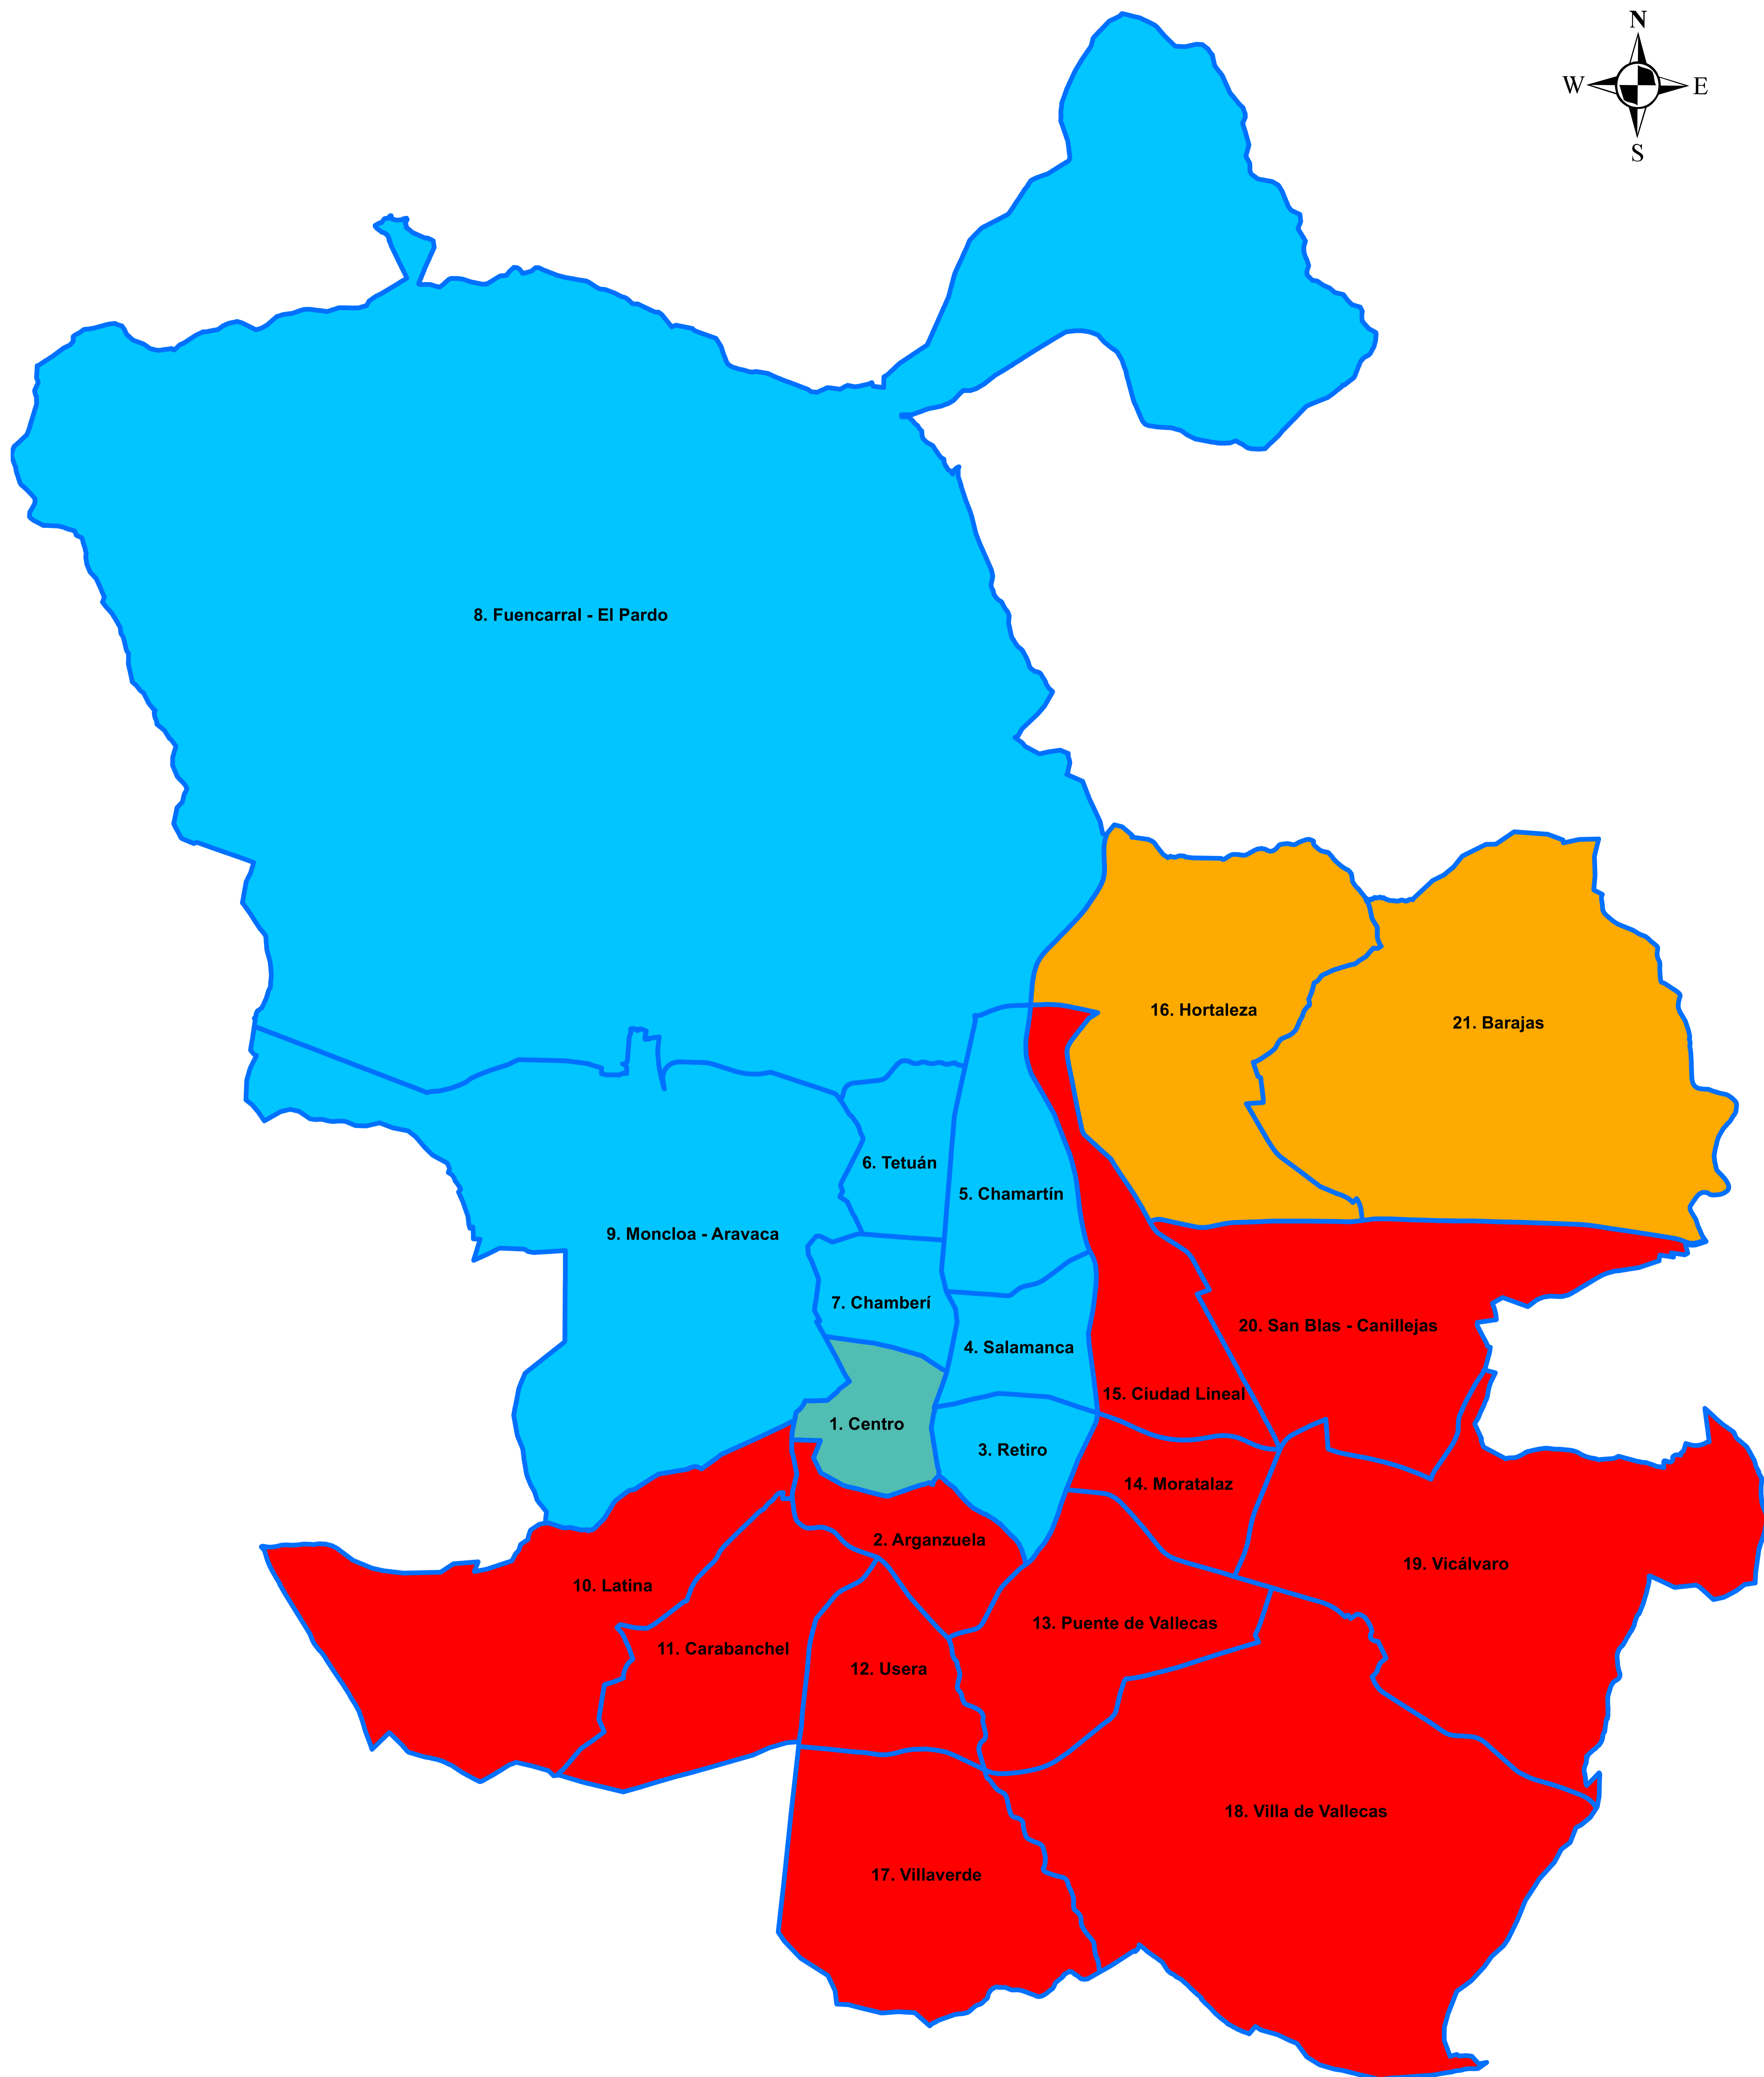 N
W
E
S
8. Fuencarral - El Pardo
16. Hortaleza
21. Barajas
6. Tetuán
5. Chamartín
9. Moncloa - Aravaca
7. Chamberí
20. San Blas - Canillejas
4. Salamanca
15. Ciudad Lineal
1. Centro
3. Retiro
14. Moratalaz
2. Arganzuela
19. Vicálvaro
10. Latina
13. Puente de Vallecas
11. Carabanchel
12. Usera
18. Villa de Vallecas
17. Villaverde